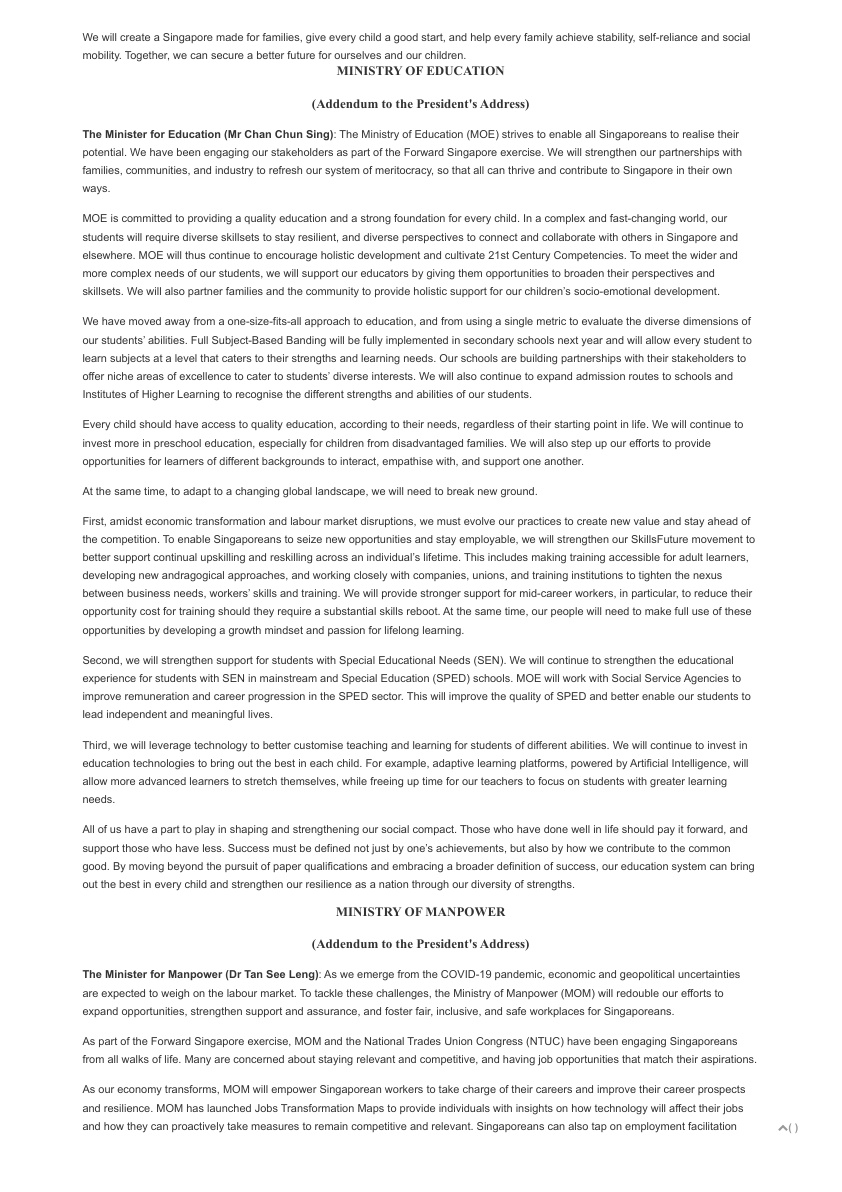 We will create a Singapore made for families, give every child a good start, and help every family achieve stability, self-reliance and social
mobility. Together, we can secure a better future for ourselves and our children.
MINISTRY OF EDUCATION
(Addendum to the President's Address)
The Minister for Education (Mr Chan Chun Sing): The Ministry of Education (MOE) strives to enable all Singaporeans to realise their
potential. We have been engaging our stakeholders as part of the Forward Singapore exercise. We will strengthen our partnerships with
families, communities, and industry to refresh our system of meritocracy, so that all can thrive and contribute to Singapore in their own
ways.
MOE is committed to providing a quality education and a strong foundation for every child. In a complex and fast-changing world, our
students will require diverse skillsets to stay resilient, and diverse perspectives to connect and collaborate with others in Singapore and
elsewhere. MOE will thus continue to encourage holistic development and cultivate 21st Century Competencies. To meet the wider and
more complex needs of our students, we will support our educators by giving them opportunities to broaden their perspectives and
skillsets. We will also partner families and the community to provide holistic support for our children’s socio-emotional development.
We have moved away from a one-size-fits-all approach to education, and from using a single metric to evaluate the diverse dimensions of
our students’ abilities. Full Subject-Based Banding will be fully implemented in secondary schools next year and will allow every student to
learn subjects at a level that caters to their strengths and learning needs. Our schools are building partnerships with their stakeholders to
offer niche areas of excellence to cater to students’ diverse interests. We will also continue to expand admission routes to schools and
Institutes of Higher Learning to recognise the different strengths and abilities of our students.
Every child should have access to quality education, according to their needs, regardless of their starting point in life. We will continue to
invest more in preschool education, especially for children from disadvantaged families. We will also step up our efforts to provide
opportunities for learners of different backgrounds to interact, empathise with, and support one another.
At the same time, to adapt to a changing global landscape, we will need to break new ground.
First, amidst economic transformation and labour market disruptions, we must evolve our practices to create new value and stay ahead of
the competition. To enable Singaporeans to seize new opportunities and stay employable, we will strengthen our SkillsFuture movement to
better support continual upskilling and reskilling across an individual’s lifetime. This includes making training accessible for adult learners,
developing new andragogical approaches, and working closely with companies, unions, and training institutions to tighten the nexus
between business needs, workers’ skills and training. We will provide stronger support for mid-career workers, in particular, to reduce their
opportunity cost for training should they require a substantial skills reboot. At the same time, our people will need to make full use of these
opportunities by developing a growth mindset and passion for lifelong learning.
Second, we will strengthen support for students with Special Educational Needs (SEN). We will continue to strengthen the educational
experience for students with SEN in mainstream and Special Education (SPED) schools. MOE will work with Social Service Agencies to
improve remuneration and career progression in the SPED sector. This will improve the quality of SPED and better enable our students to
lead independent and meaningful lives.
Third, we will leverage technology to better customise teaching and learning for students of different abilities. We will continue to invest in
education technologies to bring out the best in each child. For example, adaptive learning platforms, powered by Artificial Intelligence, will
allow more advanced learners to stretch themselves, while freeing up time for our teachers to focus on students with greater learning
needs.
All of us have a part to play in shaping and strengthening our social compact. Those who have done well in life should pay it forward, and
support those who have less. Success must be defined not just by one’s achievements, but also by how we contribute to the common
good. By moving beyond the pursuit of paper qualifications and embracing a broader definition of success, our education system can bring
out the best in every child and strengthen our resilience as a nation through our diversity of strengths.
MINISTRY OF MANPOWER
(Addendum to the President's Address)
The Minister for Manpower (Dr Tan See Leng): As we emerge from the COVID-19 pandemic, economic and geopolitical uncertainties
are expected to weigh on the labour market. To tackle these challenges, the Ministry of Manpower (MOM) will redouble our efforts to
expand opportunities, strengthen support and assurance, and foster fair, inclusive, and safe workplaces for Singaporeans.
As part of the Forward Singapore exercise, MOM and the National Trades Union Congress (NTUC) have been engaging Singaporeans
from all walks of life. Many are concerned about staying relevant and competitive, and having job opportunities that match their aspirations.
As our economy transforms, MOM will empower Singaporean workers to take charge of their careers and improve their career prospects
and resilience. MOM has launched Jobs Transformation Maps to provide individuals with insights on how technology will affect their jobs
and how they can proactively take measures to remain competitive and relevant. Singaporeans can also tap on employment facilitation
( )